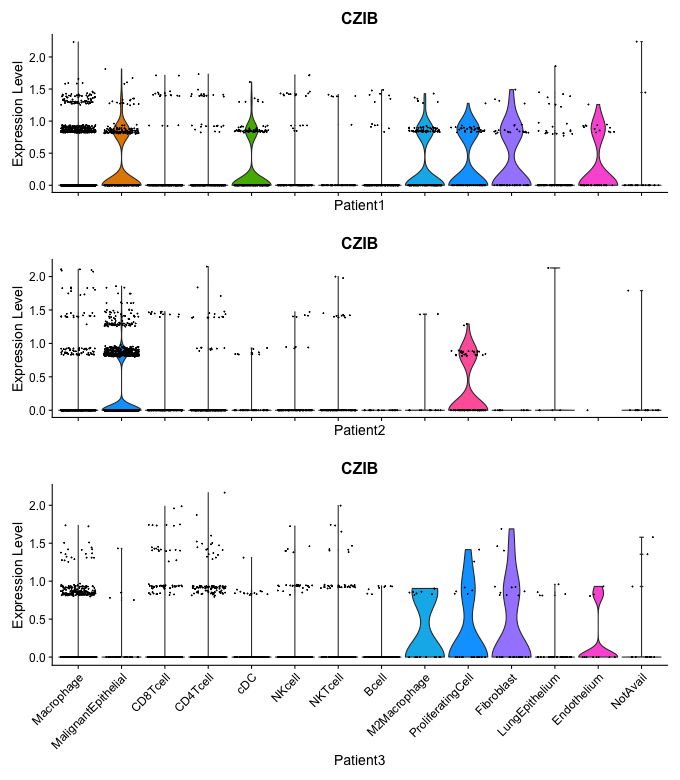 CZIB
Expression Level
2.0
1.5
1.0
0.5
0.0
Patient1
CZIB
Expression Level
2.0
1.5
1.0
0.5
0.0
Patient2
CZIB
Expression Level
2.0
1.5
1.0
0.5
0.0
Macrophage
MalignantEpithelial
CD8Tcell
CD4Tcell
cDC
NKcell
NKTcell
Bcell
M2Macrophage
ProliferatingCell
Fibroblast
LungEpithelium
Endothelium
NotAvail
Patient3